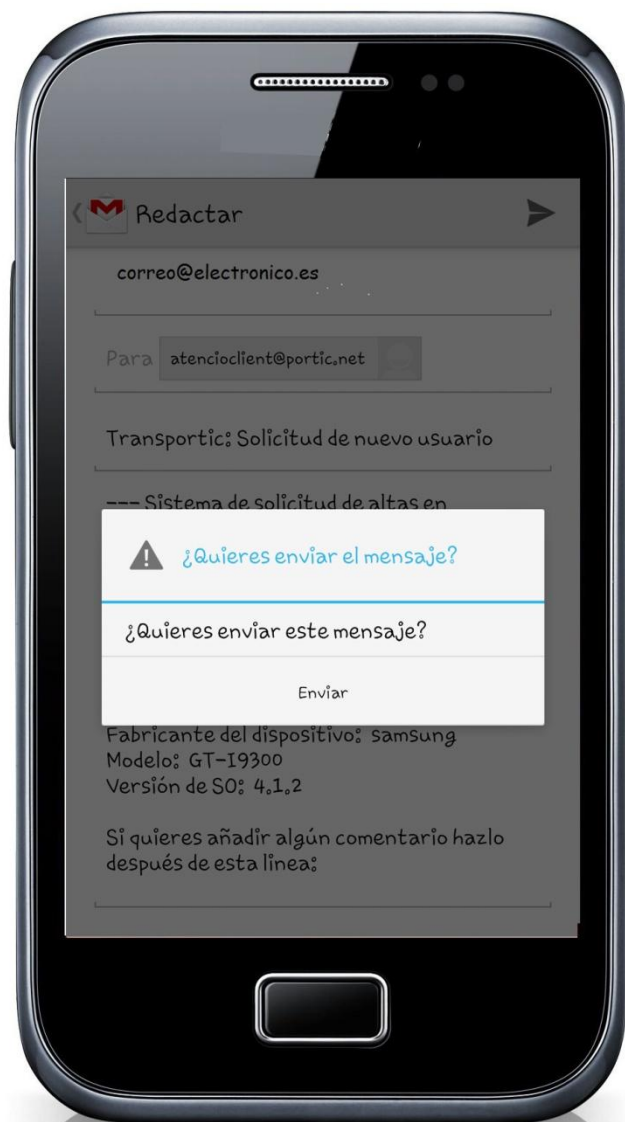 Redactar
correo@electronico.es
Para atencioclient@portic.net
Transportic: Solicitud de nuevo usuario
--- Sistema de solicitud de altas en
¿Quieres enviar el mensaje?
¿Quieres enviar este mensaje?
Enviar
Fabricante del dispositivo: samsung
Modelo: GT-I9300
Versión de SO: 4.1.2
Si quieres añadir algún comentario hazlo
después de esta linea: